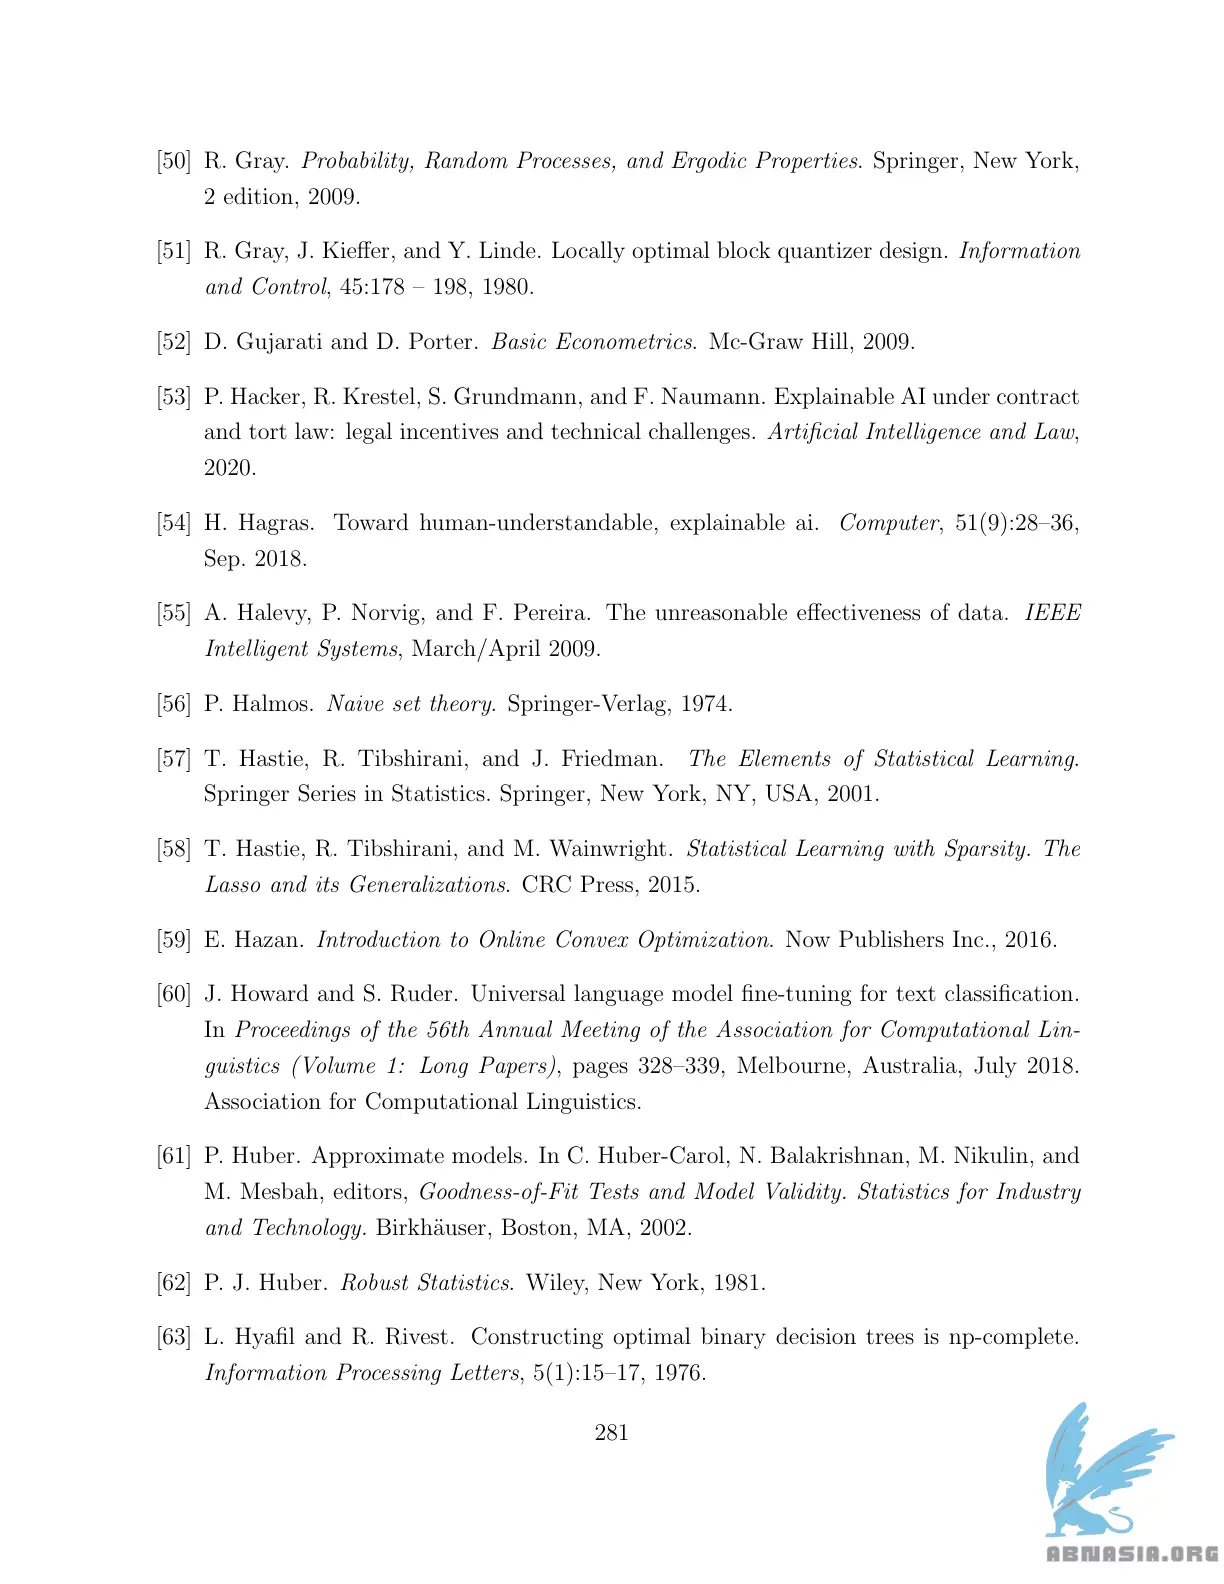 [50] R. Gray. Probability, Random Processes, and Ergodic Properties. Springer, New York,
2 edition, 2009.
[51] R. Gray, J. Kieffer, and Y. Linde. Locally optimal block quantizer design. Information
and Control, 45:178 – 198, 1980.
[52] D. Gujarati and D. Porter. Basic Econometrics. Mc-Graw Hill, 2009.
[53] P. Hacker, R. Krestel, S. Grundmann, and F. Naumann. Explainable AI under contract
and tort law: legal incentives and technical challenges. Artificial Intelligence and Law,
2020.
[54] H. Hagras. Toward human-understandable, explainable ai. Computer, 51(9):28–36,
Sep. 2018.
[55] A. Halevy, P. Norvig, and F. Pereira. The unreasonable effectiveness of data. IEEE
Intelligent Systems, March/April 2009.
[56] P. Halmos. Naive set theory. Springer-Verlag, 1974.
[57] T. Hastie, R. Tibshirani, and J. Friedman. The Elements of Statistical Learning.
Springer Series in Statistics. Springer, New York, NY, USA, 2001.
[58] T. Hastie, R. Tibshirani, and M. Wainwright. Statistical Learning with Sparsity. The
Lasso and its Generalizations. CRC Press, 2015.
[59] E. Hazan. Introduction to Online Convex Optimization. Now Publishers Inc., 2016.
[60] J. Howard and S. Ruder. Universal language model fine-tuning for text classification.
In Proceedings of the 56th Annual Meeting of the Association for Computational Lin-
guistics (Volume 1: Long Papers), pages 328–339, Melbourne, Australia, July 2018.
Association for Computational Linguistics.
[61] P. Huber. Approximate models. In C. Huber-Carol, N. Balakrishnan, M. Nikulin, and
M. Mesbah, editors, Goodness-of-Fit Tests and Model Validity. Statistics for Industry
and Technology. Birkhäuser, Boston, MA, 2002.
[62] P. J. Huber. Robust Statistics. Wiley, New York, 1981.
[63] L. Hyafil and R. Rivest. Constructing optimal binary decision trees is np-complete.
Information Processing Letters, 5(1):15–17, 1976.
281
ABNASIA.ORG